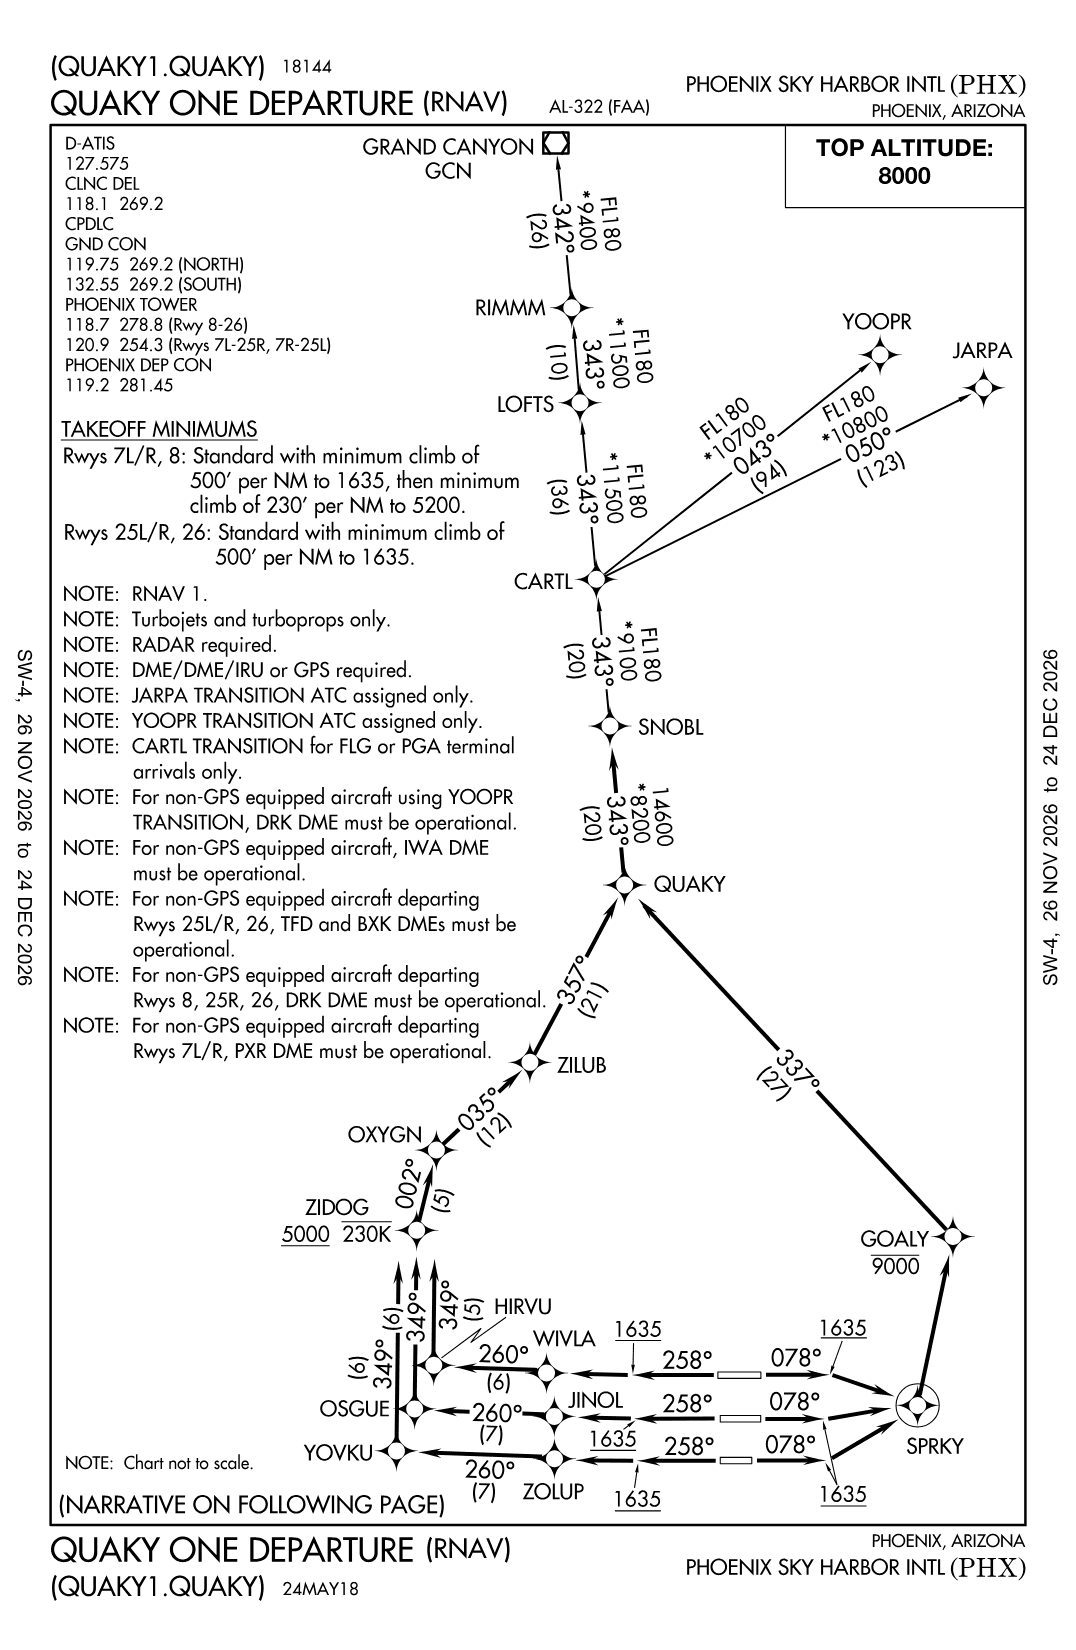 (QUAKY1.QUAKY) 18144
QUAKY ONE DEPARTURE (RNAV)
AL-322 (FAA)
PHOENIX SKY HARBOR INTL (PHX)
PHOENIX, ARIZONA
TOP ALTITUDE:
8000
D-ATIS
127.575
CLNC DEL
118.1 269.2
CPDLC
GND CON
119.75 269.2 (NORTH)
132.55 269.2 (SOUTH)
PHOENIX TOWER
118.7 278.8 (Rwy 8-26)
120.9 254.3 (Rwys 7L-25R, 7R-25L)
PHOENIX DEP CON
119.2 281.45
TAKEOFF MINIMUMS
Rwys 7L/R, 8: Standard with minimum climb of
500′ per NM to 1635, then minimum
climb of 230′ per NM to 5200.
Rwys 25L/R, 26: Standard with minimum climb of
500′ per NM to 1635.
NOTE: RNAV 1.
NOTE: Turbojets and turboprops only.
NOTE: RADAR required.
NOTE: DME/DME/IRU or GPS required.
NOTE: JARPA TRANSITION ATC assigned only.
NOTE: YOOPR TRANSITION ATC assigned only.
NOTE: CARTL TRANSITION for FLG or PGA terminal
arrivals only.
NOTE: For non-GPS equipped aircraft using YOOPR
TRANSITION, DRK DME must be operational.
NOTE: For non-GPS equipped aircraft, IWA DME
must be operational.
NOTE: For non-GPS equipped aircraft departing
Rwys 25L/R, 26, TFD and BXK DMEs must be
operational.
NOTE: For non-GPS equipped aircraft departing
Rwys 8, 25R, 26, DRK DME must be operational.
NOTE: For non-GPS equipped aircraft departing
Rwys 7L/R, PXR DME must be operational.
GRAND CANYON
GCN
FL180
*9400
342°
(26)
RIMMM
FL180
*11500
343°
(10)
LOFTS
FL180
*11500
343°
(36)
YOOPR
JARPA
FL180
*10700
043°
(94)
FL180
*10800
050°
(123)
CARTL
FL180
*9100
343°
(20)
SNOBL
14600
*8200
343°
(20)
QUAKY
357°
(21)
337°
(27)
ZILUB
035°
(12)
OXYGN
002°
(5)
ZIDOG
5000 230K
GOALY
9000
349°
(6)
349°
(6)
349°
(5)
HIRVU
WIVLA
260°
(6)
1635
258°
078°
1635
OSGUE
260°
(7)
JINOL
1635
258°
078°
SPRKY
YOVKU
260°
(7)
ZOLUP
1635
258°
078°
1635
NOTE: Chart not to scale.
(NARRATIVE ON FOLLOWING PAGE)
SW-4, 26 NOV 2026 to 24 DEC 2026
SW-4, 26 NOV 2026 to 24 DEC 2026
QUAKY ONE DEPARTURE (RNAV)
(QUAKY1.QUAKY) 24MAY18
PHOENIX, ARIZONA
PHOENIX SKY HARBOR INTL (PHX)